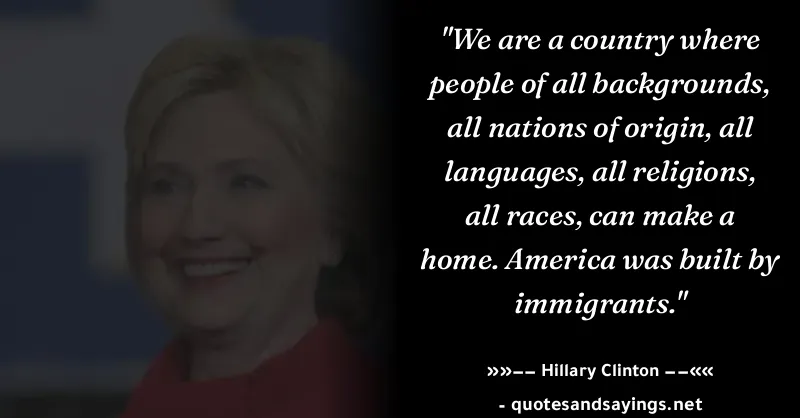 "We are a country where
people of all backgrounds,
all nations of origin, all
languages, all religions,
all races, can make a
home. America was built by
immigrants."
»»–– Hillary Clinton ––««
- quotesandsayings.net